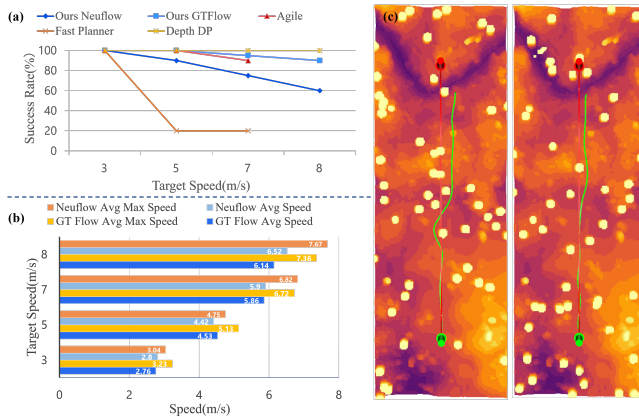 (a)
Ours Neuflow
Ours GTFlow
Agile
Fast Planner
Depth DP
Success Rate(%)
100
80
60
40
20
0
3
5
7
8
Target Speed(m/s)
(b)
Neuflow Avg Max Speed
Neuflow Avg Speed
GT Flow Avg Max Speed
GT Flow Avg Speed
Target Speed(m/s)
8
7.67
6.52
7.36
6.14
7
6.82
5.9
6.72
5.86
5
4.75
4.42
5.13
4.53
3
3.04
2.8
3.23
2.76
0
2
4
6
8
Speed(m/s)
(c)